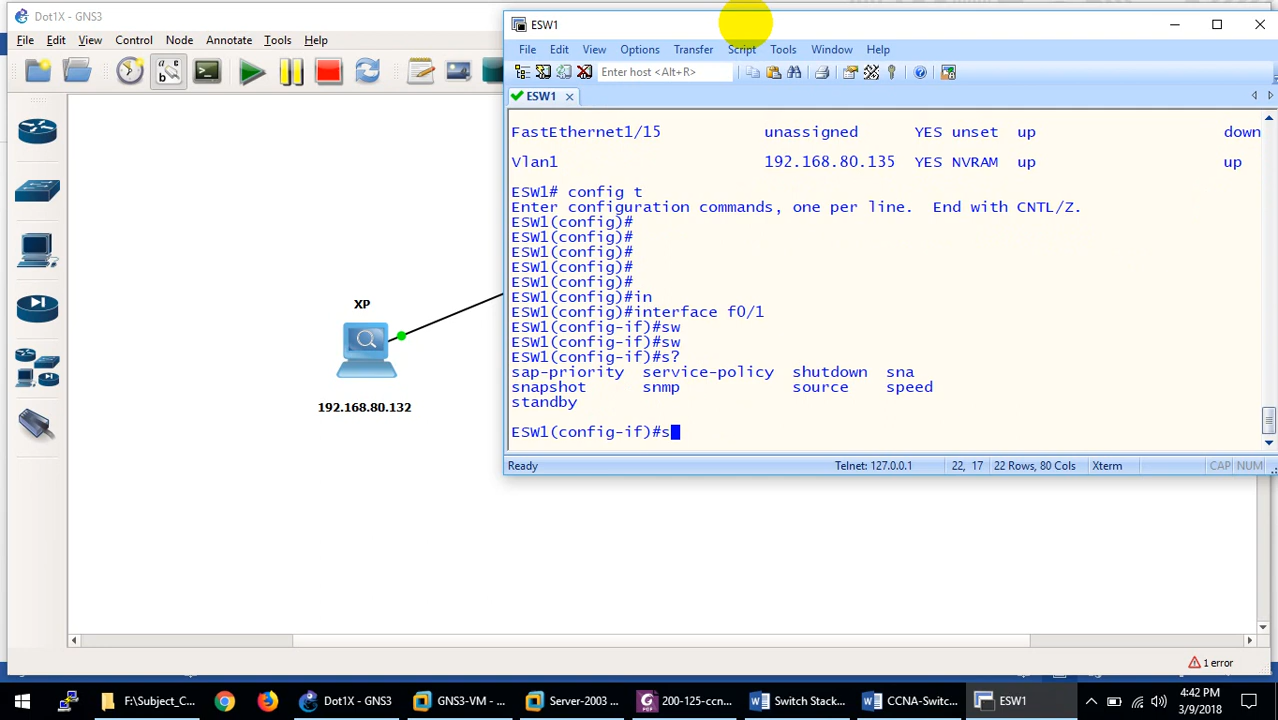 Dot1X - GNS3
File Edit View Control Node Annotate Tools Help
XP
192.168.80.132
1 error
ESW1
File Edit View Options Transfer Script Tools Window Help
Enter host <Alt+R>
ESW1
FastEthernet1/15 unassigned YES unset up down
Vlan1 192.168.80.135 YES NVRAM up up
ESW1# config t
Enter configuration commands, one per line. End with CNTL/Z.
ESW1(config)#
ESW1(config)#
ESW1(config)#
ESW1(config)#
ESW1(config)#
ESW1(config)#in
ESW1(config)#interface f0/1
ESW1(config-if)#sw
ESW1(config-if)#sw
ESW1(config-if)#s?
sap-priority service-policy shutdown sna
snapshot snmp source speed
standby
ESW1(config-if)#s
Ready Telnet: 127.0.0.1 22, 17 22 Rows, 80 Cols Xterm CAP NUM
F:\Subject_C... Dot1X - GNS3 GNS3-VM - ... Server-2003 ... 200-125-ccn... Switch Stack... CCNA-Switc... ESW1
4:42 PM
3/9/2018